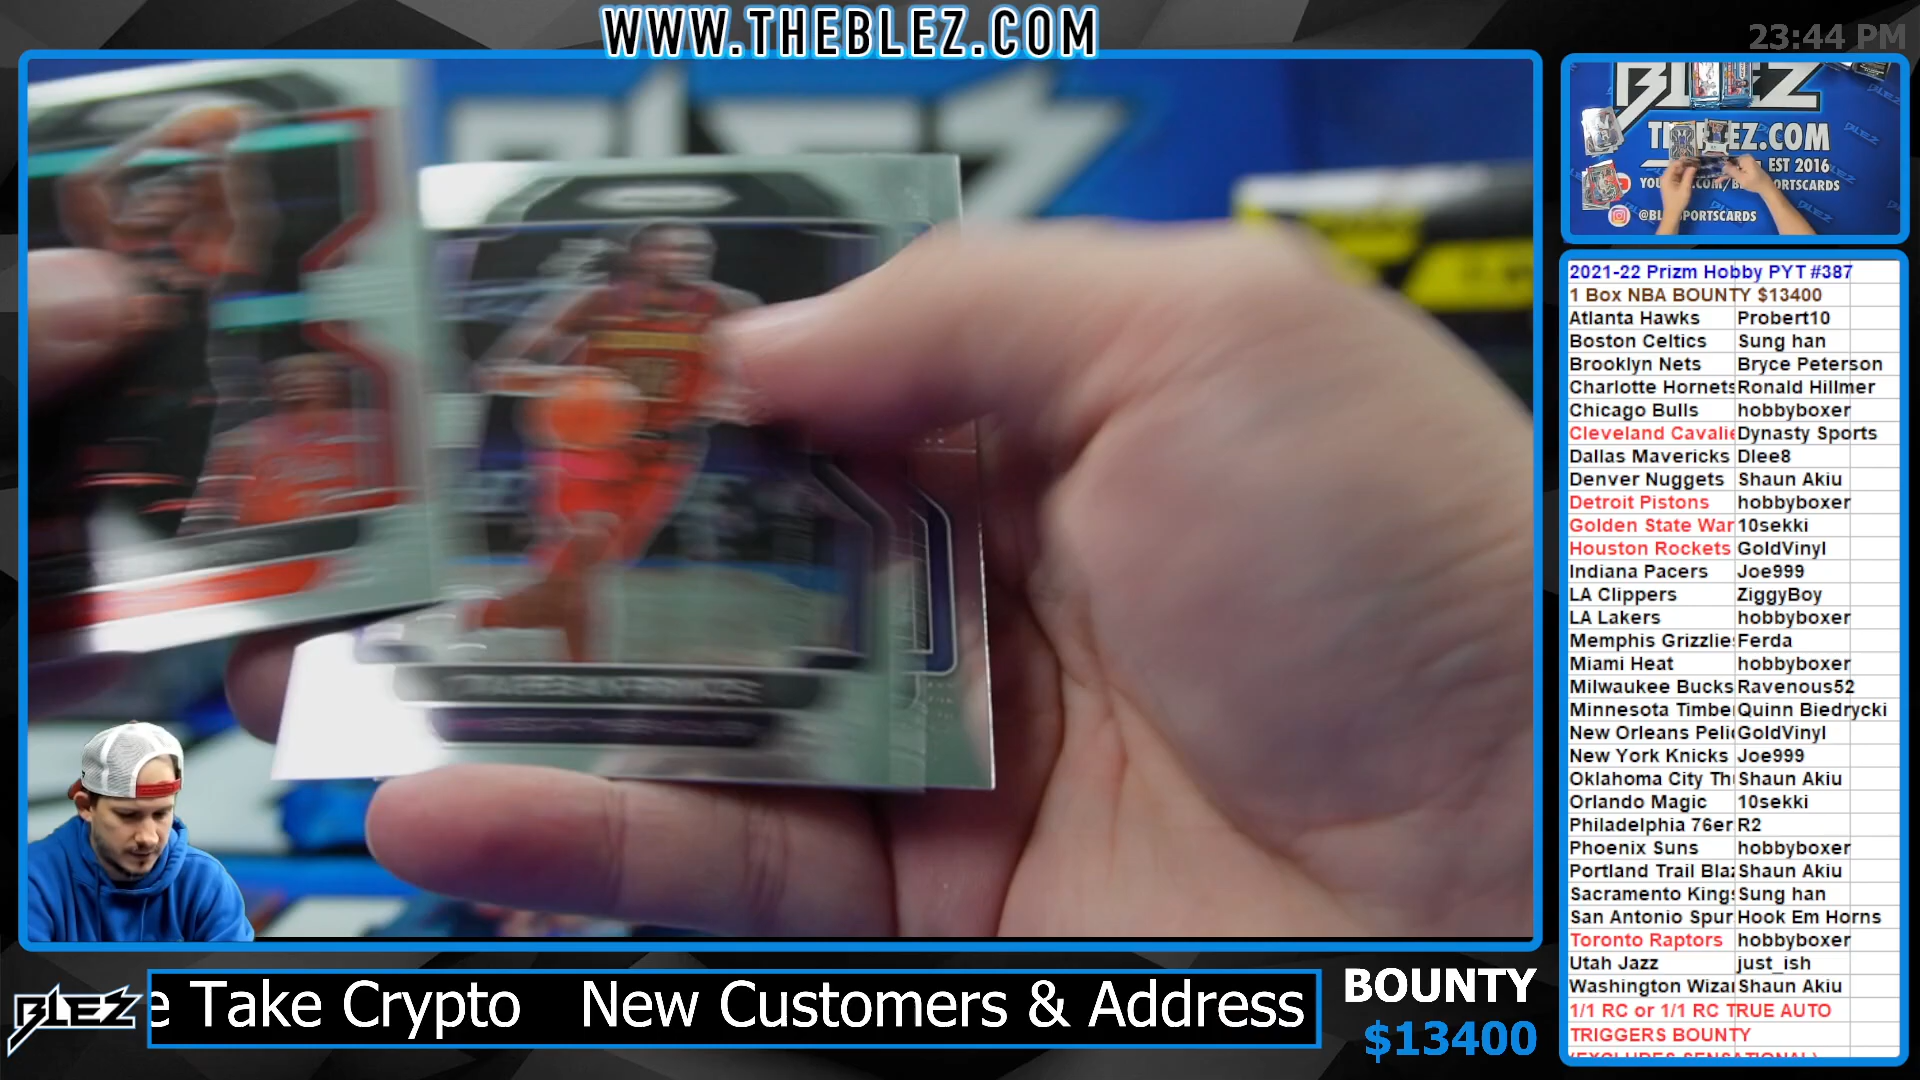 WWW.THEBLEZ.COM
23:44 PM
BLEZ
EST 2016
2021-22 Prizm Hobby PYT #387
1 Box NBA BOUNTY $13400
Atlanta Hawks Probert10
Boston Celtics Sung han
Brooklyn Nets Bryce Peterson
Charlotte Hornets Ronald Hillmer
Chicago Bulls hobbyboxer
Cleveland Cavalie Dynasty Sports
Dallas Mavericks Dlee8
Denver Nuggets Shaun Akiu
Detroit Pistons hobbyboxer
Golden State War 10sekki
Houston Rockets GoldVinyl
Indiana Pacers Joe999
LA Clippers ZiggyBoy
LA Lakers hobbyboxer
Memphis Grizzlie Ferda
Miami Heat hobbyboxer
Milwaukee Bucks Ravenous52
Minnesota Timbe Quinn Biedrycki
New Orleans Peli GoldVinyl
New York Knicks Joe999
Oklahoma City Th Shaun Akiu
Orlando Magic 10sekki
Philadelphia 76er R2
Phoenix Suns hobbyboxer
Portland Trail Blaz Shaun Akiu
Sacramento Kings Sung han
San Antonio Spur Hook Em Horns
Toronto Raptors hobbyboxer
Utah Jazz just_ish
Washington Wizar Shaun Akiu
1/1 RC or 1/1 RC TRUE AUTO
TRIGGERS BOUNTY
(EXCLUDES SENSATIONAL)
BLEZ
e Take Crypto New Customers & Address
BOUNTY
$13400